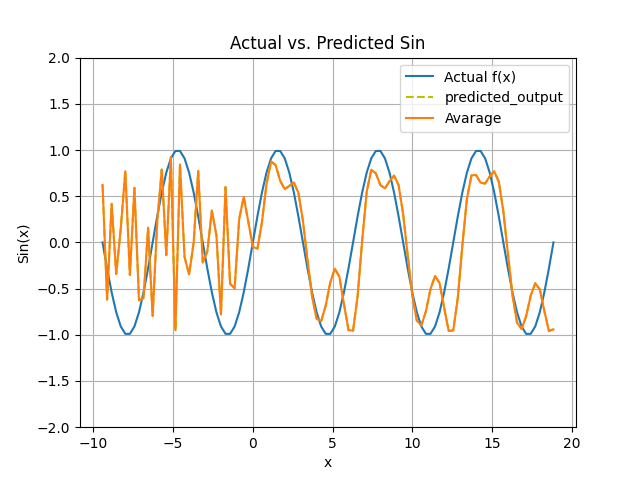 Actual vs. Predicted Sin
Actual f(x)
predicted_output
Avarage
2.0
1.5
1.0
0.5
0.0
−0.5
−1.0
−1.5
−2.0
Sin(x)
−10 −5 0 5 10 15 20
x